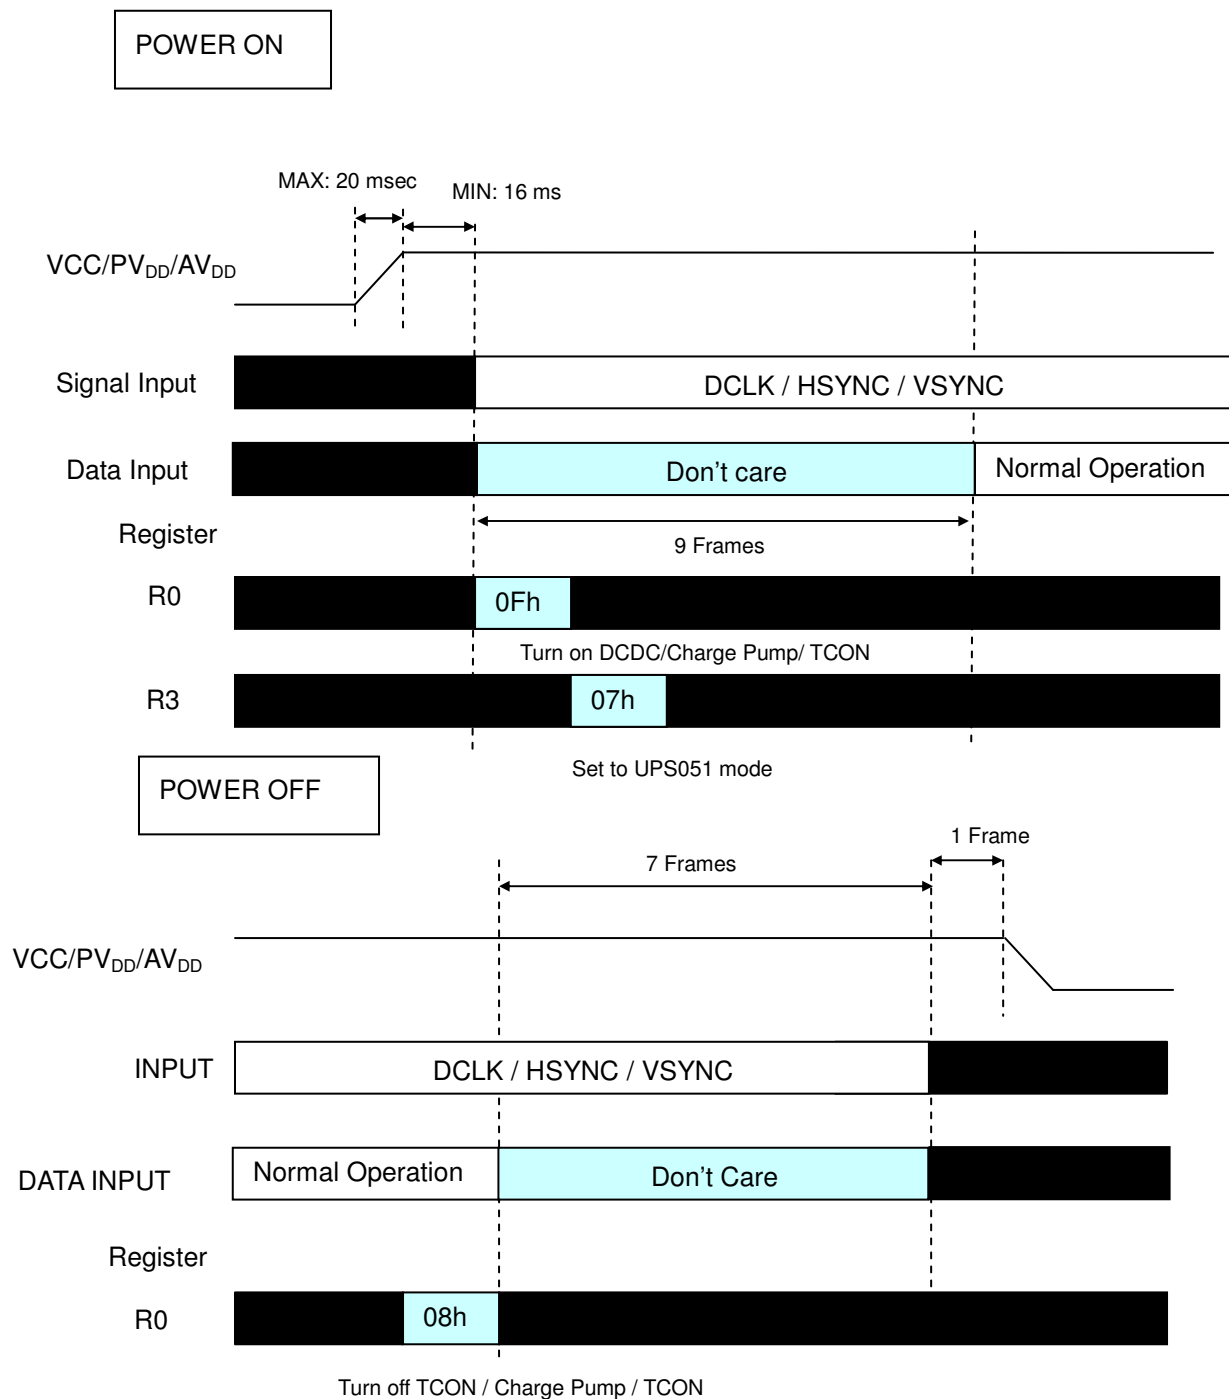 POWER ON
MAX: 20 msec
MIN: 16 ms
VCC/PVDD/AVDD
Signal Input
DCLK / HSYNC / VSYNC
Data Input
Don't care
Normal Operation
Register
9 Frames
R0
0Fh
Turn on DCDC/Charge Pump/ TCON
R3
07h
Set to UPS051 mode
POWER OFF
1 Frame
7 Frames
VCC/PVDD/AVDD
INPUT
DCLK / HSYNC / VSYNC
DATA INPUT
Normal Operation
Don't Care
Register
R0
08h
Turn off TCON / Charge Pump / TCON